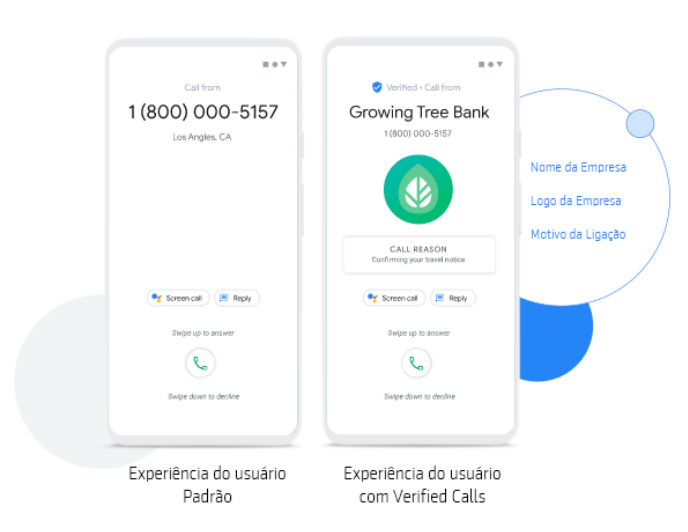 Call from
1 (800) 000-5157
Los Angles, CA
Screen call
Reply
Swipe up to answer
Swipe down to decline
Experiência do usuário
Padrão
Verified • Call from
Growing Tree Bank
1 (800) 000-5157
CALL REASON
Confirming your travel notice
Screen call
Reply
Swipe up to answer
Swipe down to decline
Experiência do usuário
com Verified Calls
Nome da Empresa
Logo da Empresa
Motivo da Ligação